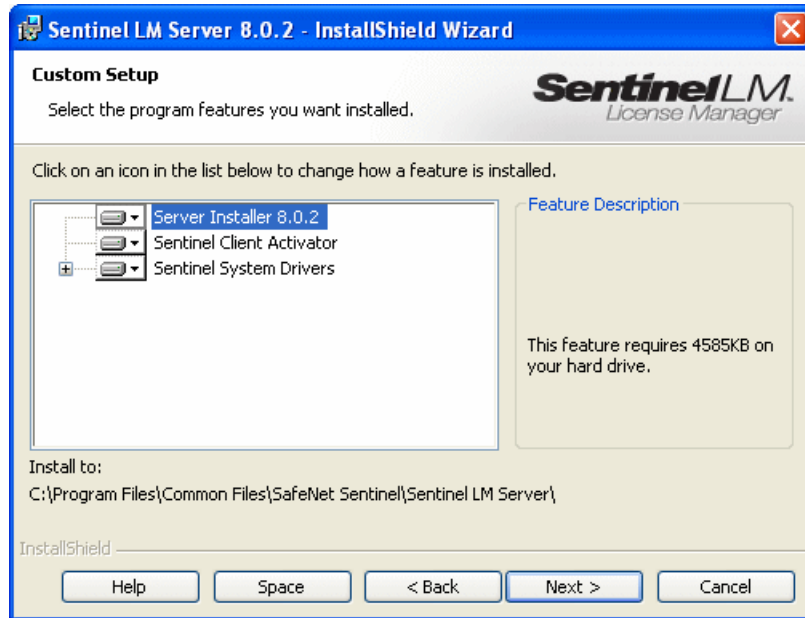 Sentinel LM Server 8.0.2 - InstallShield Wizard
Custom Setup
Select the program features you want installed.
SentinelLM.
License Manager
Click on an icon in the list below to change how a feature is installed.
Server Installer 8.0.2
Sentinel Client Activator
Sentinel System Drivers
Feature Description
This feature requires 4585KB on
your hard drive.
Install to:
C:\Program Files\Common Files\SafeNet Sentinel\Sentinel LM Server\
InstallShield
Help
Space
< Back
Next >
Cancel